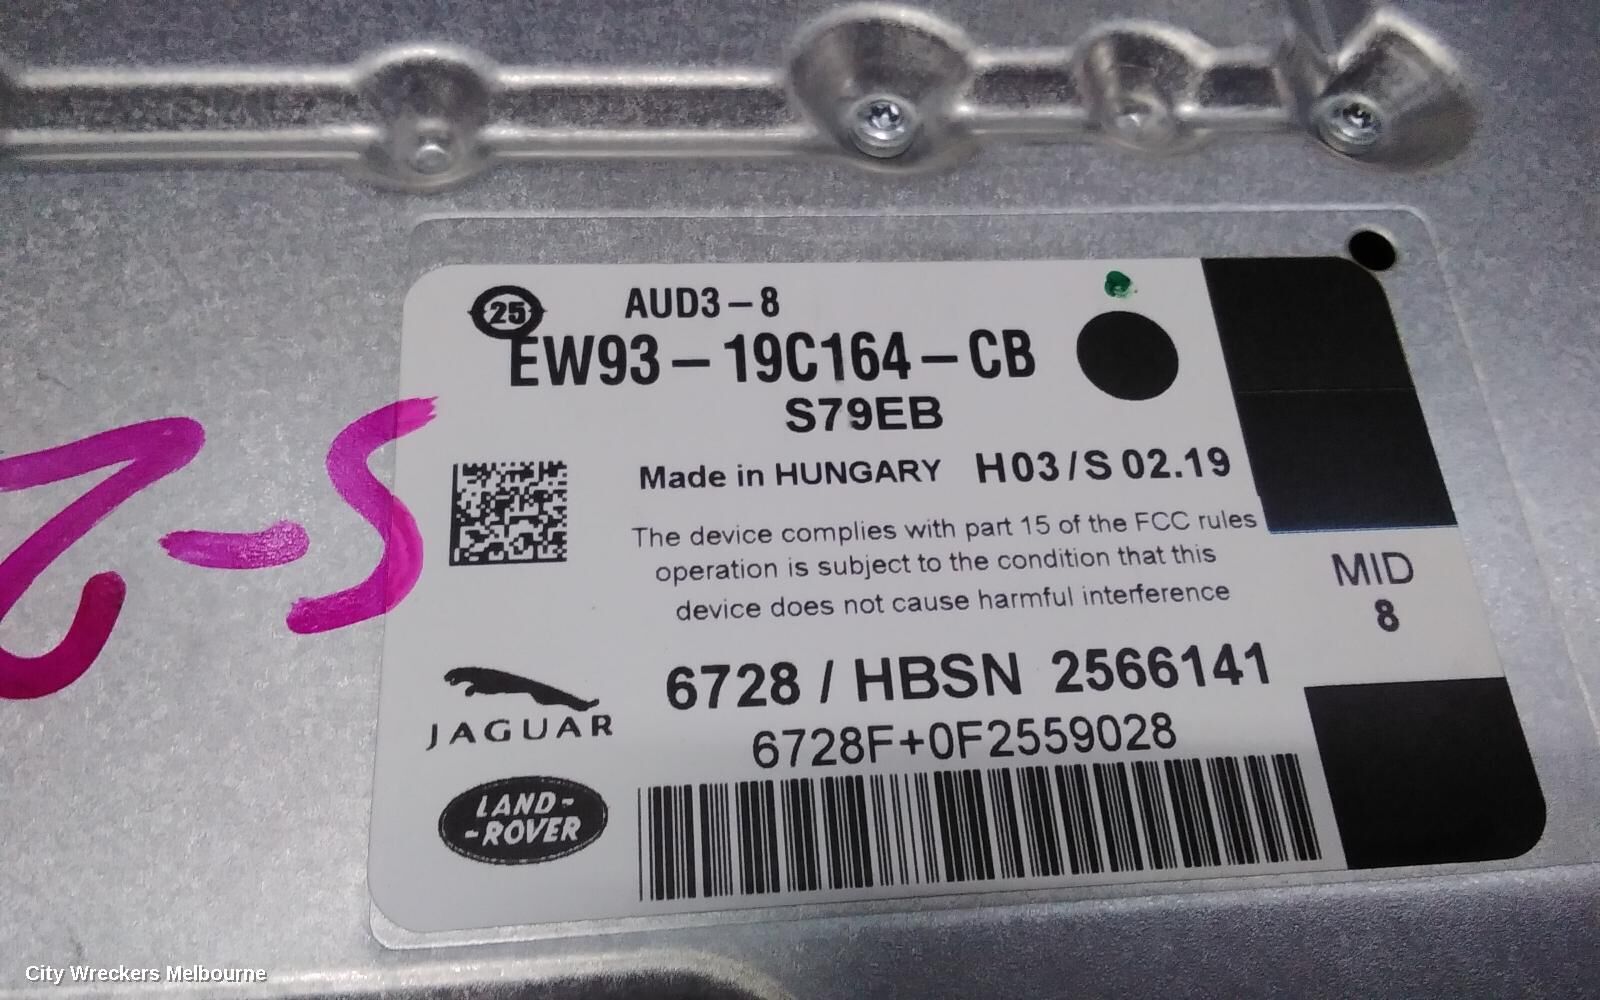 25
AUD3-8
EW93-19C164-CB
S79EB
Made in HUNGARY H03/S 02.19
The device complies with part 15 of the FCC rules
operation is subject to the condition that this
device does not cause harmful interference
MID
8
2-5
6728 / HBSN 2566141
6728F+0F2559028
JAGUAR
LAND-
-ROVER
City Wreckers Melbourne